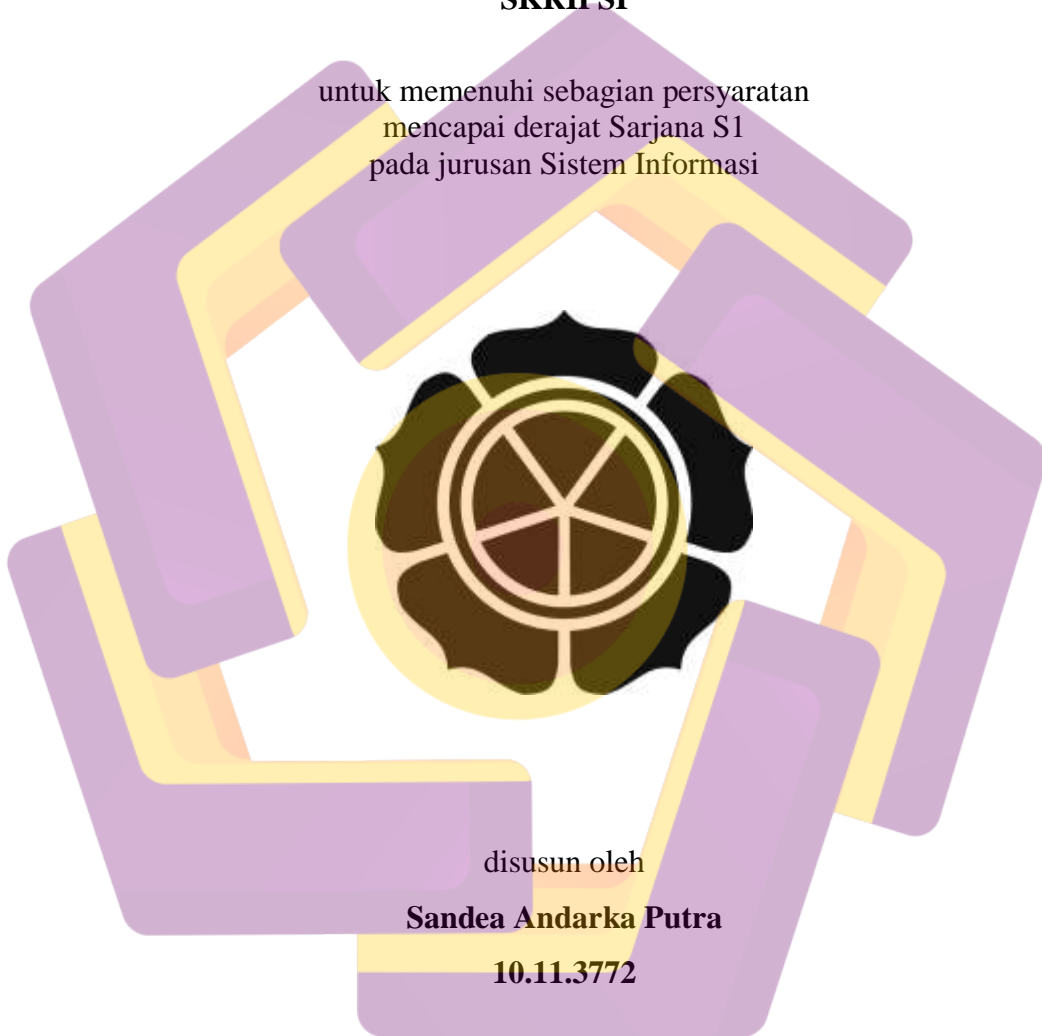 SKRIPSI
untuk memenuhi sebagian persyaratan
mencapai derajat Sarjana S1
pada jurusan Sistem Informasi
disusun oleh
Sandea Andarka Putra
10.11.3772